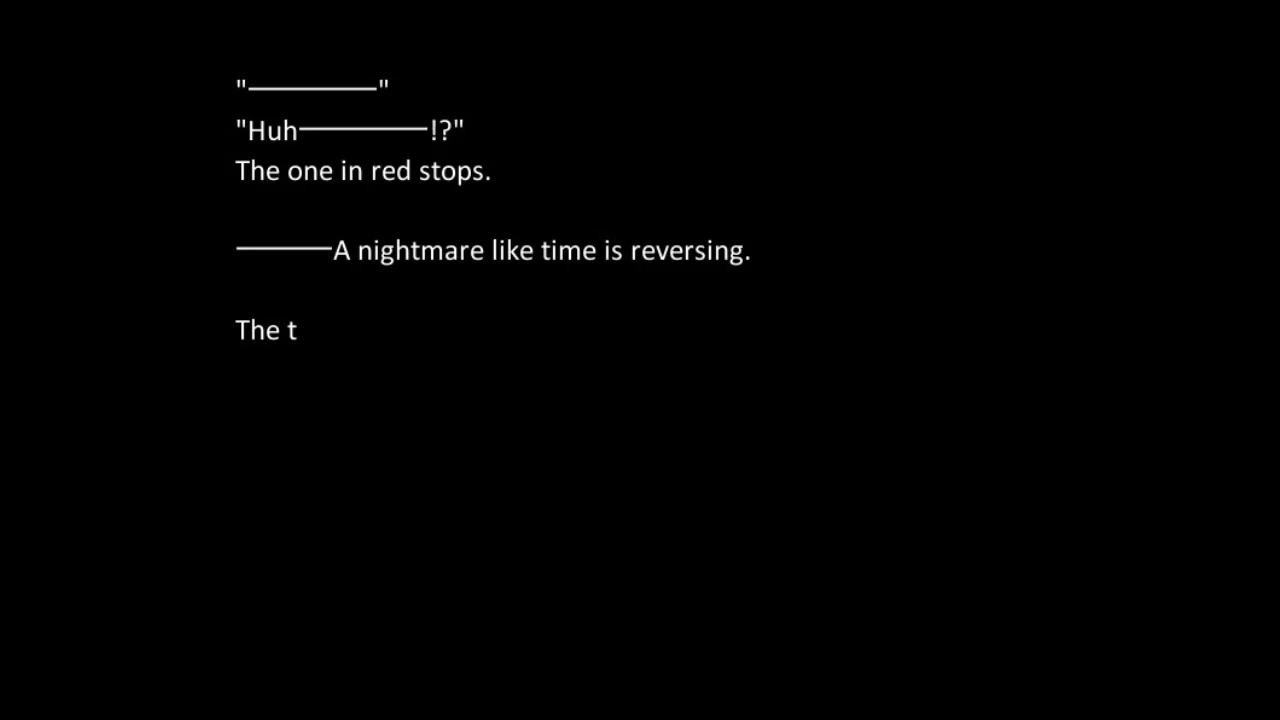 "————"
"Huh————!?"
The one in red stops.
———A nightmare like time is reversing.
The t